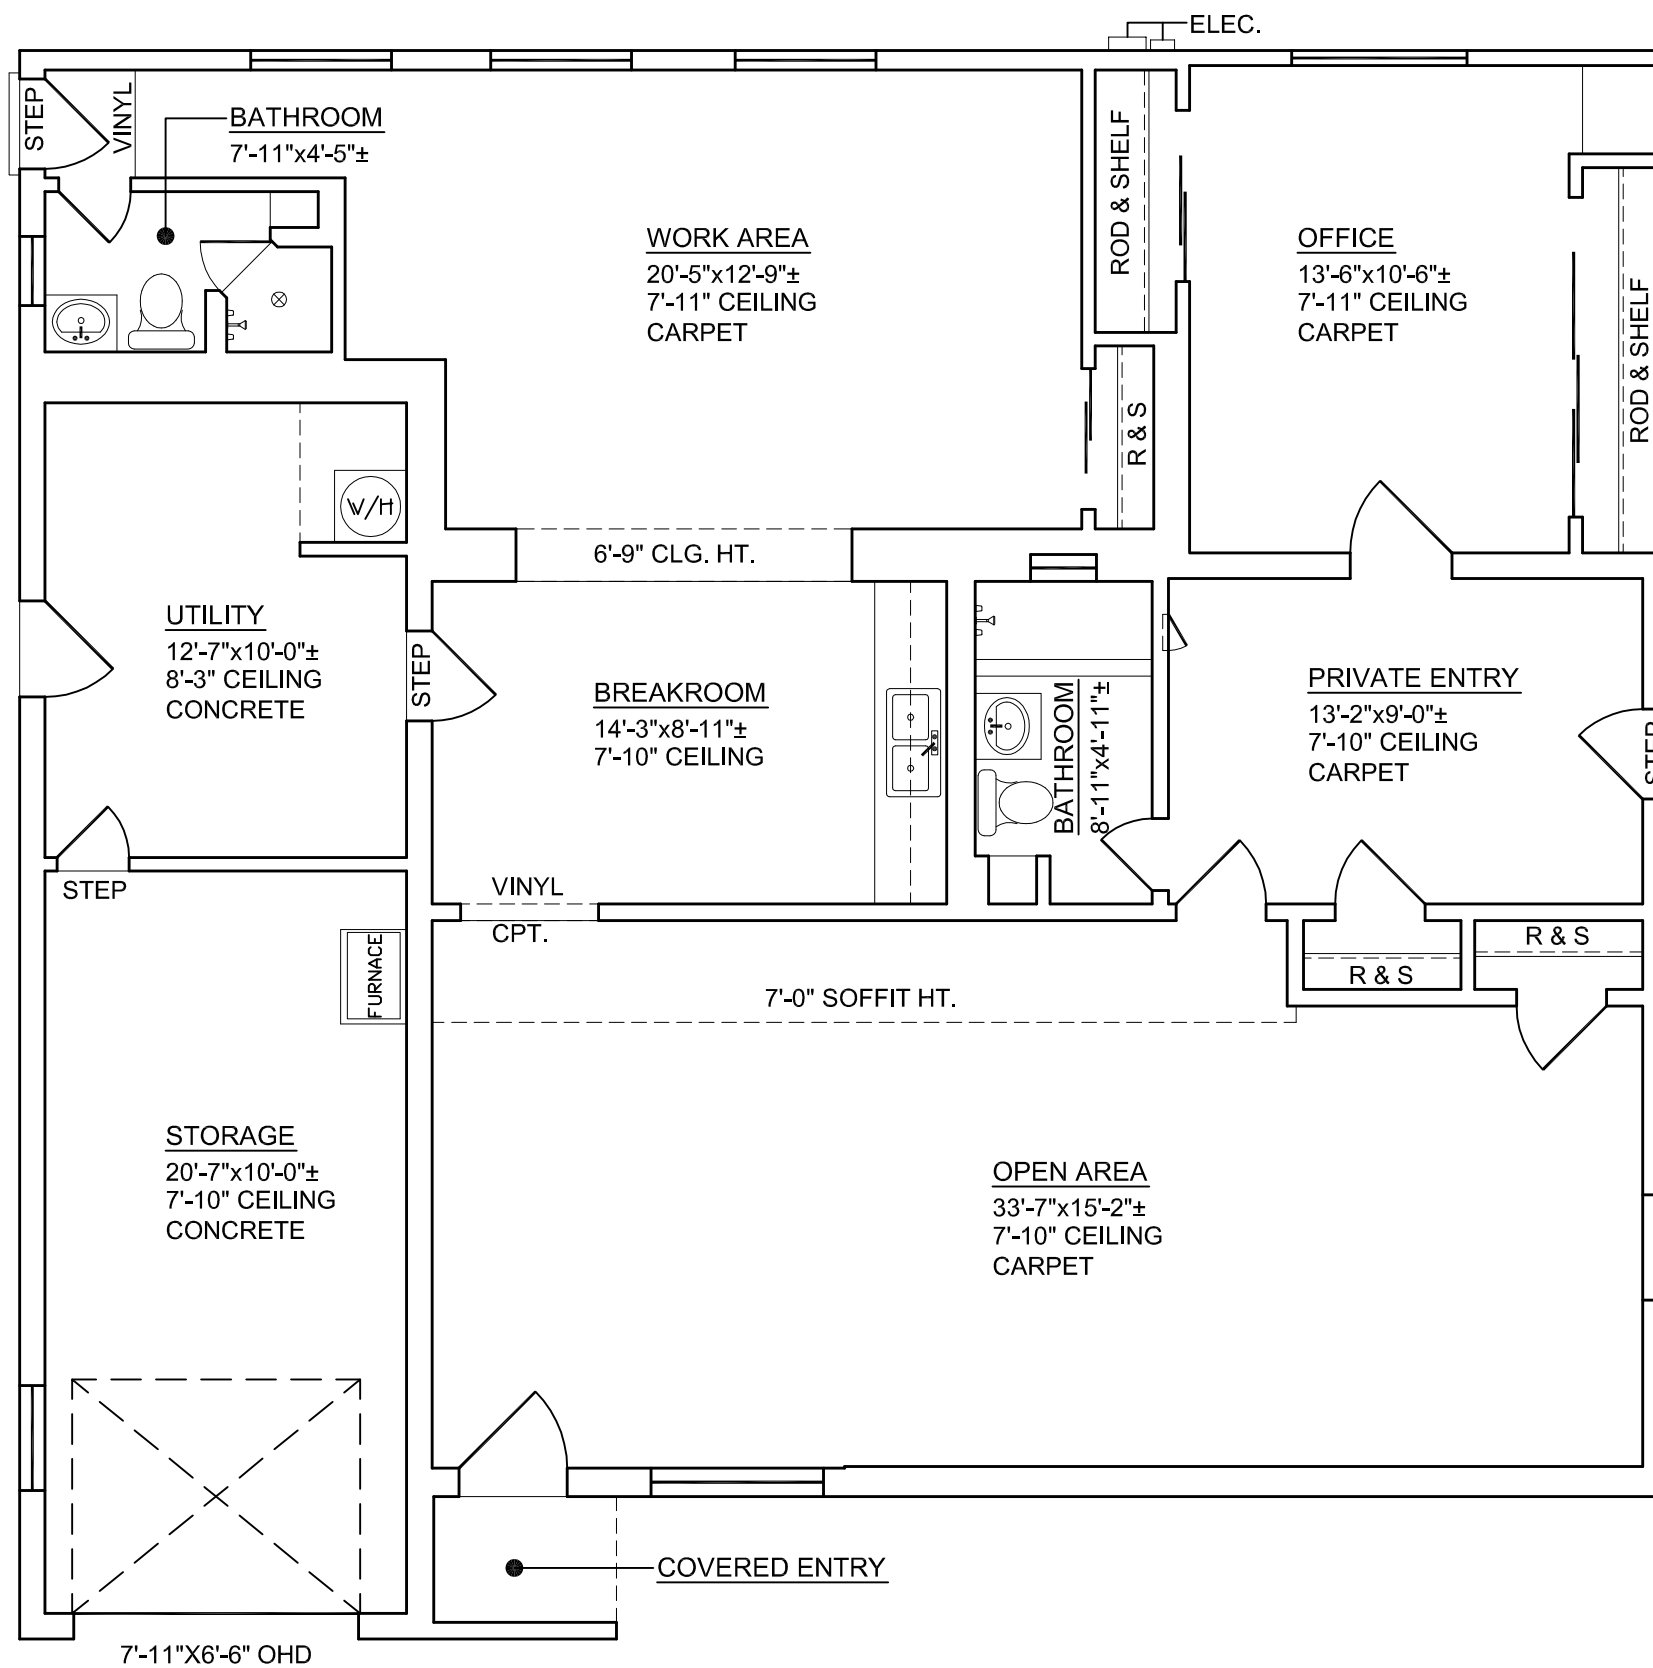 ELEC.
STEP
VINYL
BATHROOM
7'-11"x4'-5"±
ROD & SHELF
WORK AREA
20'-5"x12'-9"±
7'-11" CEILING
CARPET
OFFICE
13'-6"x10'-6"±
7'-11" CEILING
CARPET
ROD & SHELF
R & S
W/H
6'-9" CLG. HT.
UTILITY
12'-7"x10'-0"±
8'-3" CEILING
CONCRETE
STEP
BREAKROOM
14'-3"x8'-11"±
7'-10" CEILING
BATHROOM
8'-11"x4'-11"±
PRIVATE ENTRY
13'-2"x9'-0"±
7'-10" CEILING
CARPET
STEP
STEP
VINYL
CPT.
FURNACE
R & S
R & S
7'-0" SOFFIT HT.
STORAGE
20'-7"x10'-0"±
7'-10" CEILING
CONCRETE
OPEN AREA
33'-7"x15'-2"±
7'-10" CEILING
CARPET
COVERED ENTRY
7'-11"X6'-6" OHD